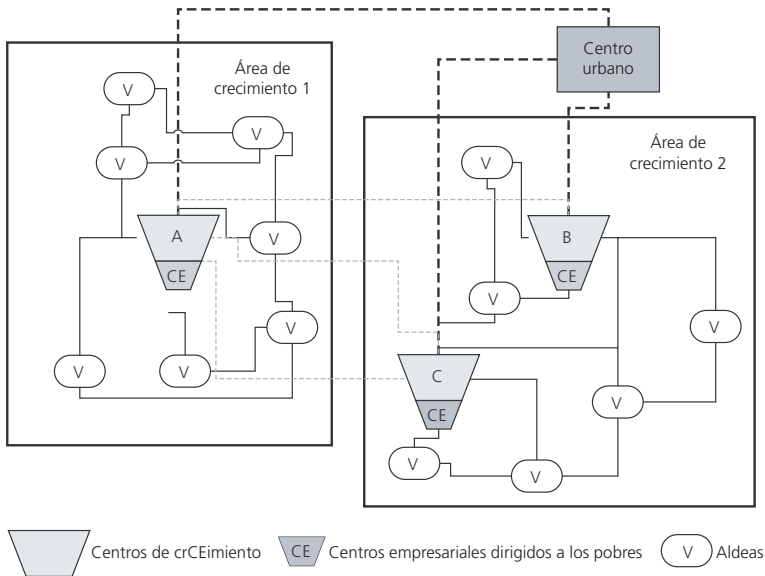 Centro
urbano
Área de
crecimiento 1
V
V
V
A
CE
V
V
V
V
Área de
crecimiento 2
V
B
CE
V
V
C
CE
V
V
V
Centros de crCEimiento
CE
Centros empresariales dirigidos a los pobres
V
Aldeas